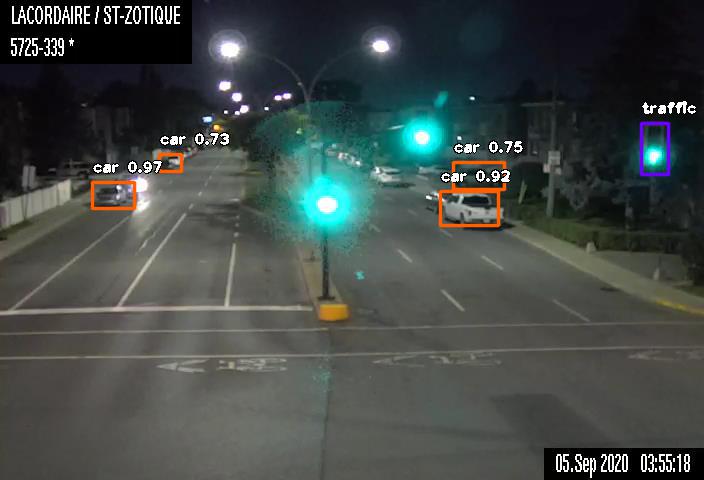 LACORDAIRE / ST-ZOTIQUE
5725-339 *
traffic
car 0.73
car 0.75
car 0.97
car 0.92
05.Sep 2020 03:55:18